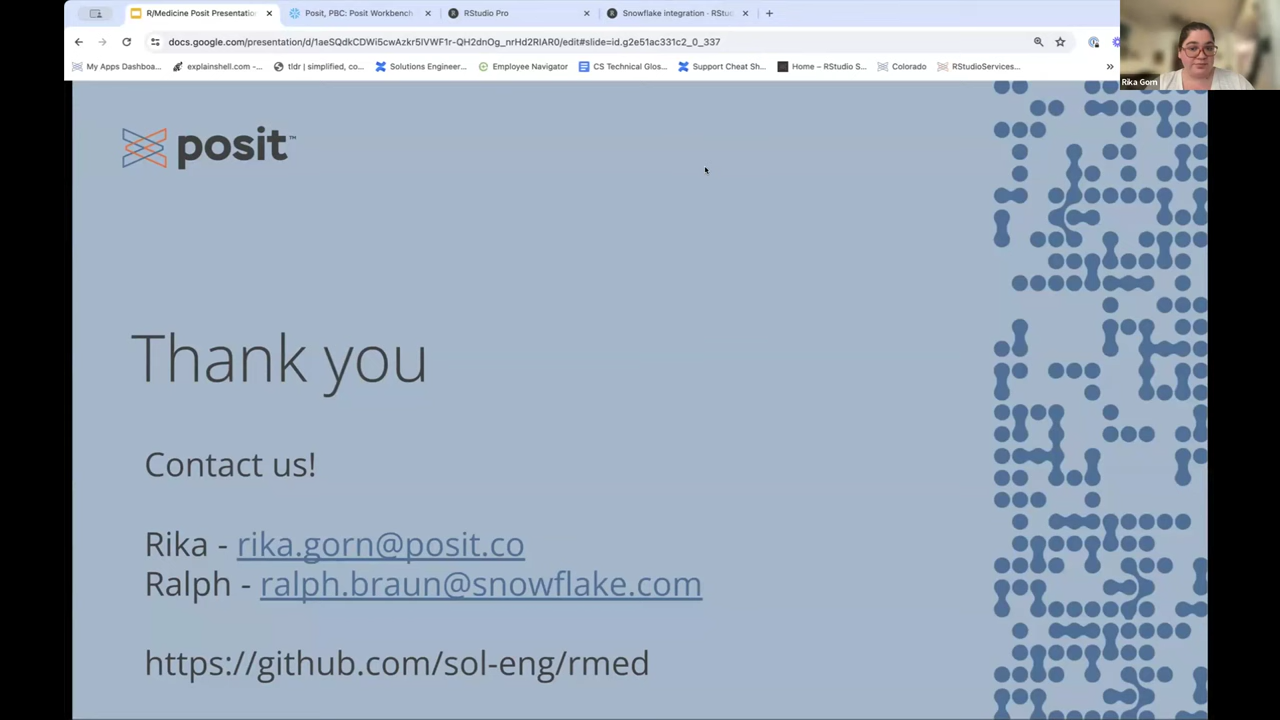 R/Medicine Posit Presentatio
Posit, PBC: Posit Workbench
RStudio Pro
Snowflake integration - RStud
docs.google.com/presentation/d/1aeSQdkCDWi5cwAzkr5IVWF1r-QH2dnOg_nrHd2RIAR0/edit#slide=id.g2e51ac331c2_0_337
My Apps Dashboa...
explainshell.com -...
tldr | simplified, co...
Solutions Engineer...
Employee Navigator
CS Technical Glos...
Support Cheat Sh...
Home – RStudio S...
Colorado
RStudioServices...
Rika Gorn
posit™
Thank you
Contact us!
Rika - rika.gorn@posit.co
Ralph - ralph.braun@snowflake.com
https://github.com/sol-eng/rmed